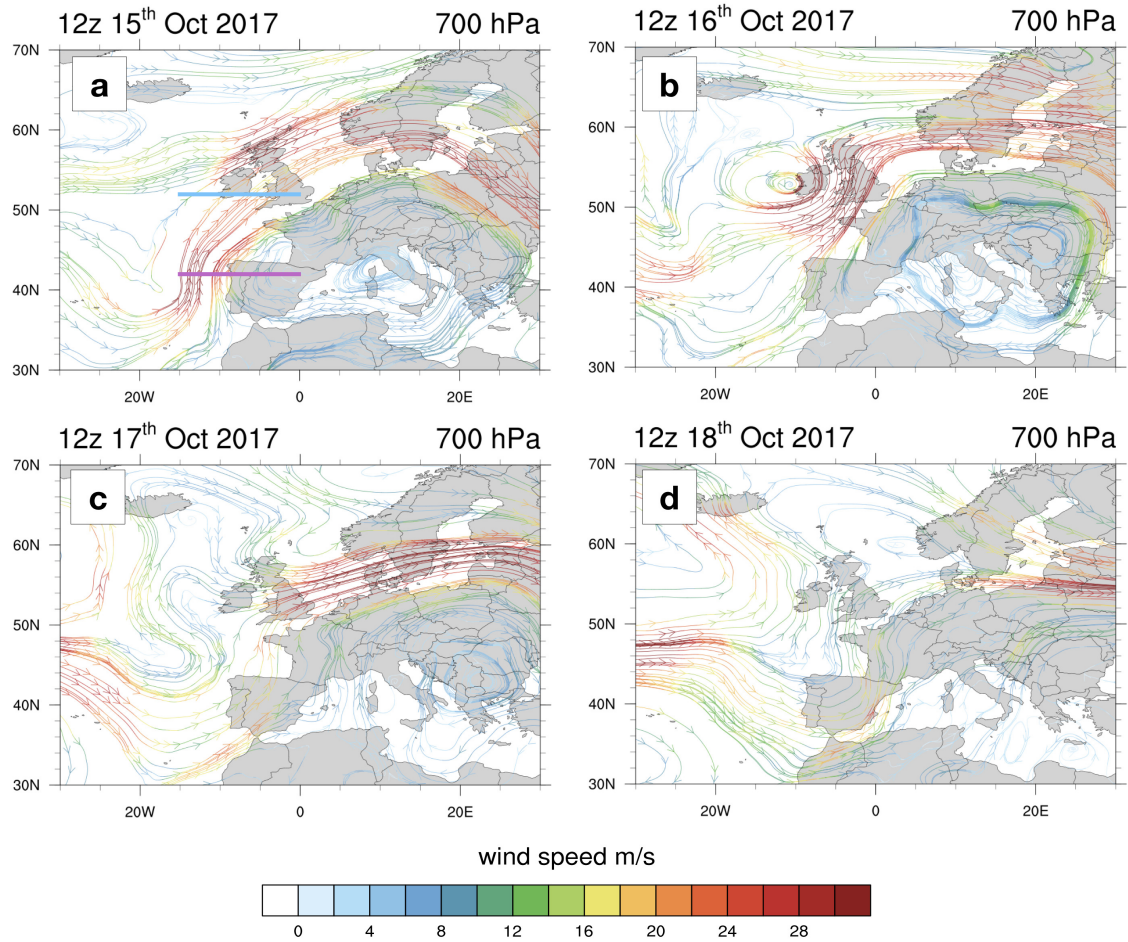 12z 15th Oct 2017 700 hPa
a
70N
60N
50N
40N
30N
20W 0 20E
12z 16th Oct 2017 700 hPa
b
70N
60N
50N
40N
30N
20W 0 20E
12z 17th Oct 2017 700 hPa
c
70N
60N
50N
40N
30N
20W 0 20E
12z 18th Oct 2017 700 hPa
d
70N
60N
50N
40N
30N
20W 0 20E
wind speed m/s
0 4 8 12 16 20 24 28